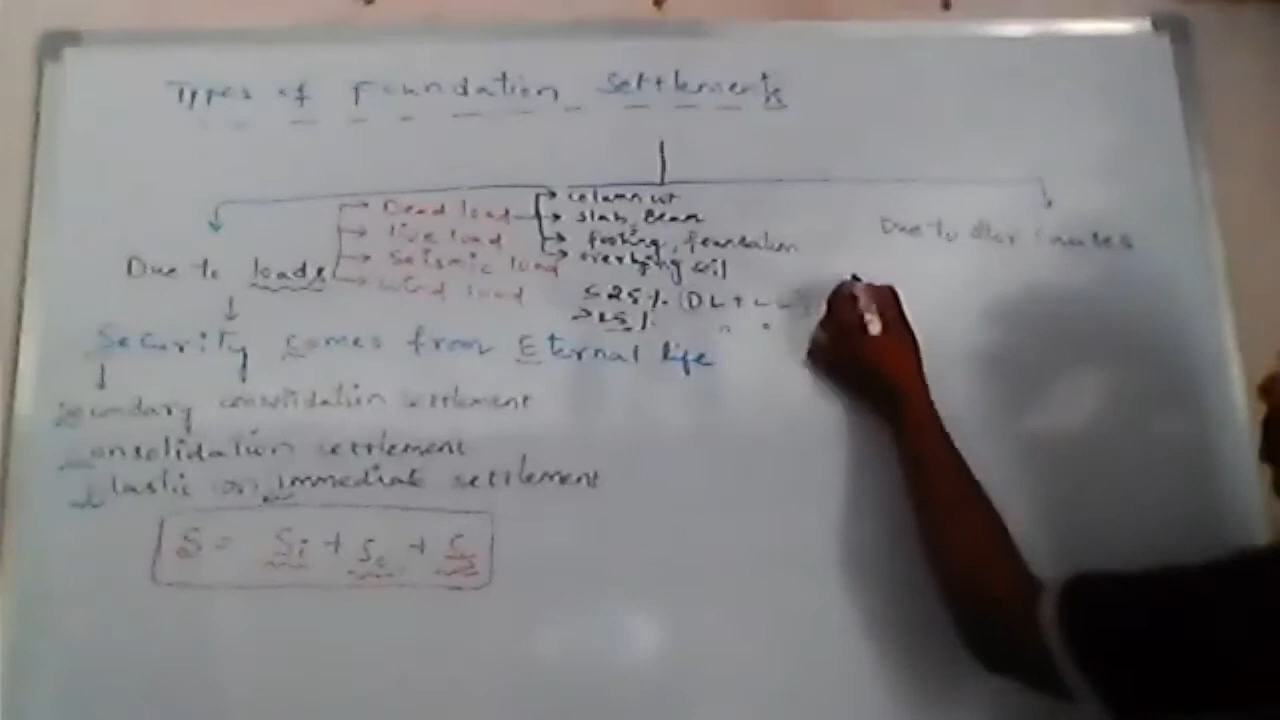 Types of Foundation Settlements
column wt
Dead load
slab, Beam
live load
footing, foundation
Due to other causes
Seismic load
overlying soil
Due to loads
wind load
≤ 25% (DL + LL
> 25% " "
Security comes from Eternal life
secondary consolidation settlement
consolidation settlement
Elastic or immediate settlement
S = Si + Sc + Ss